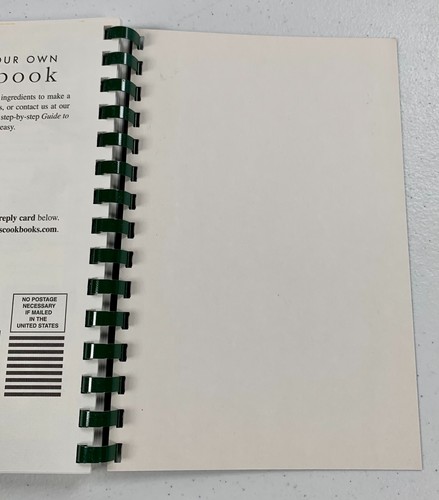 OUR OWN
book
ingredients to make a
s, or contact us at our
step-by-step Guide to
easy.
reply card below.
scookbooks.com.
NO POSTAGE
NECESSARY
IF MAILED
IN THE
UNITED STATES